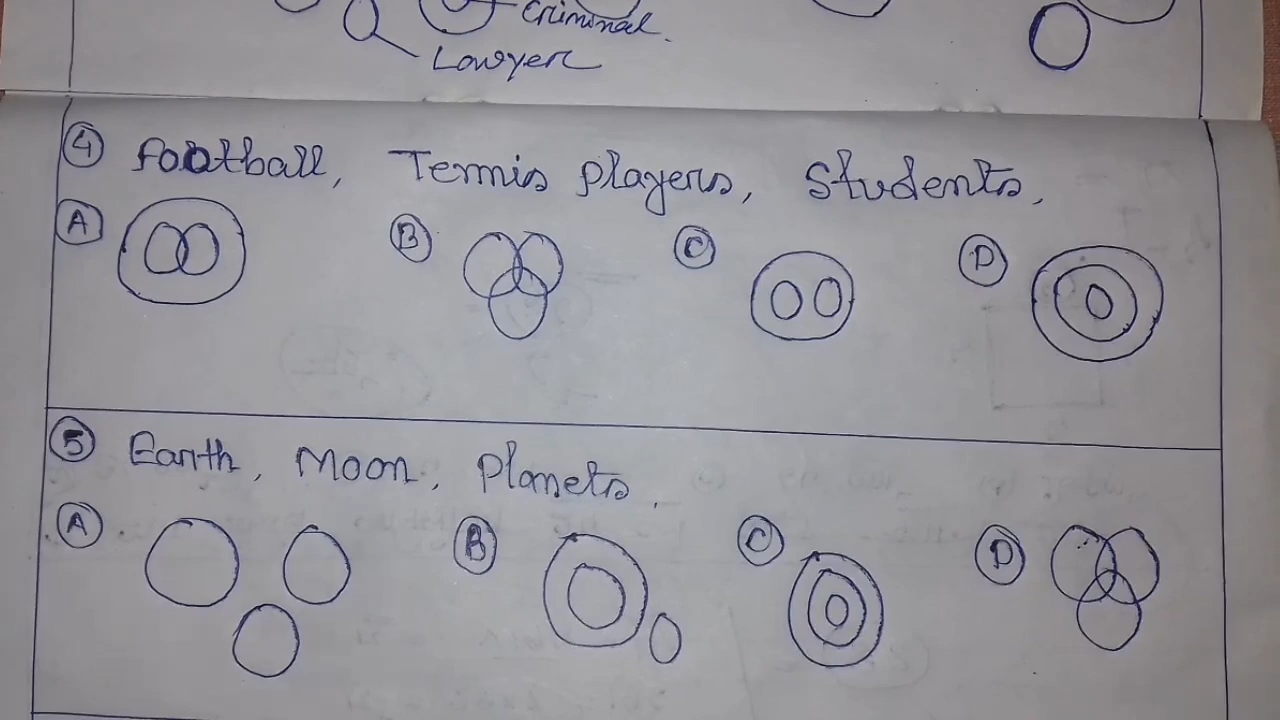 Criminal.
Lawyer
④ Football, Tennis players, Students,
Ⓐ Ⓑ Ⓒ Ⓓ
⑤ Earth, Moon, Planets,
Ⓐ Ⓑ Ⓒ Ⓓ